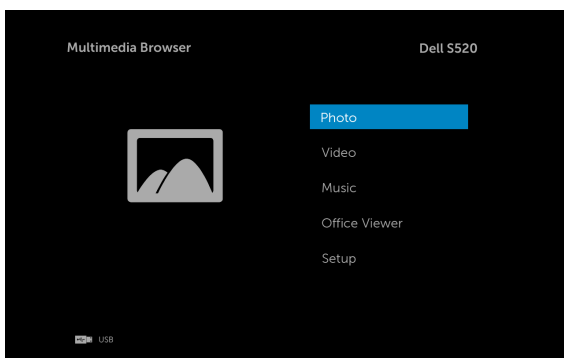 Multimedia Browser
Dell S520
Photo
Video
Music
Office Viewer
Setup
USB